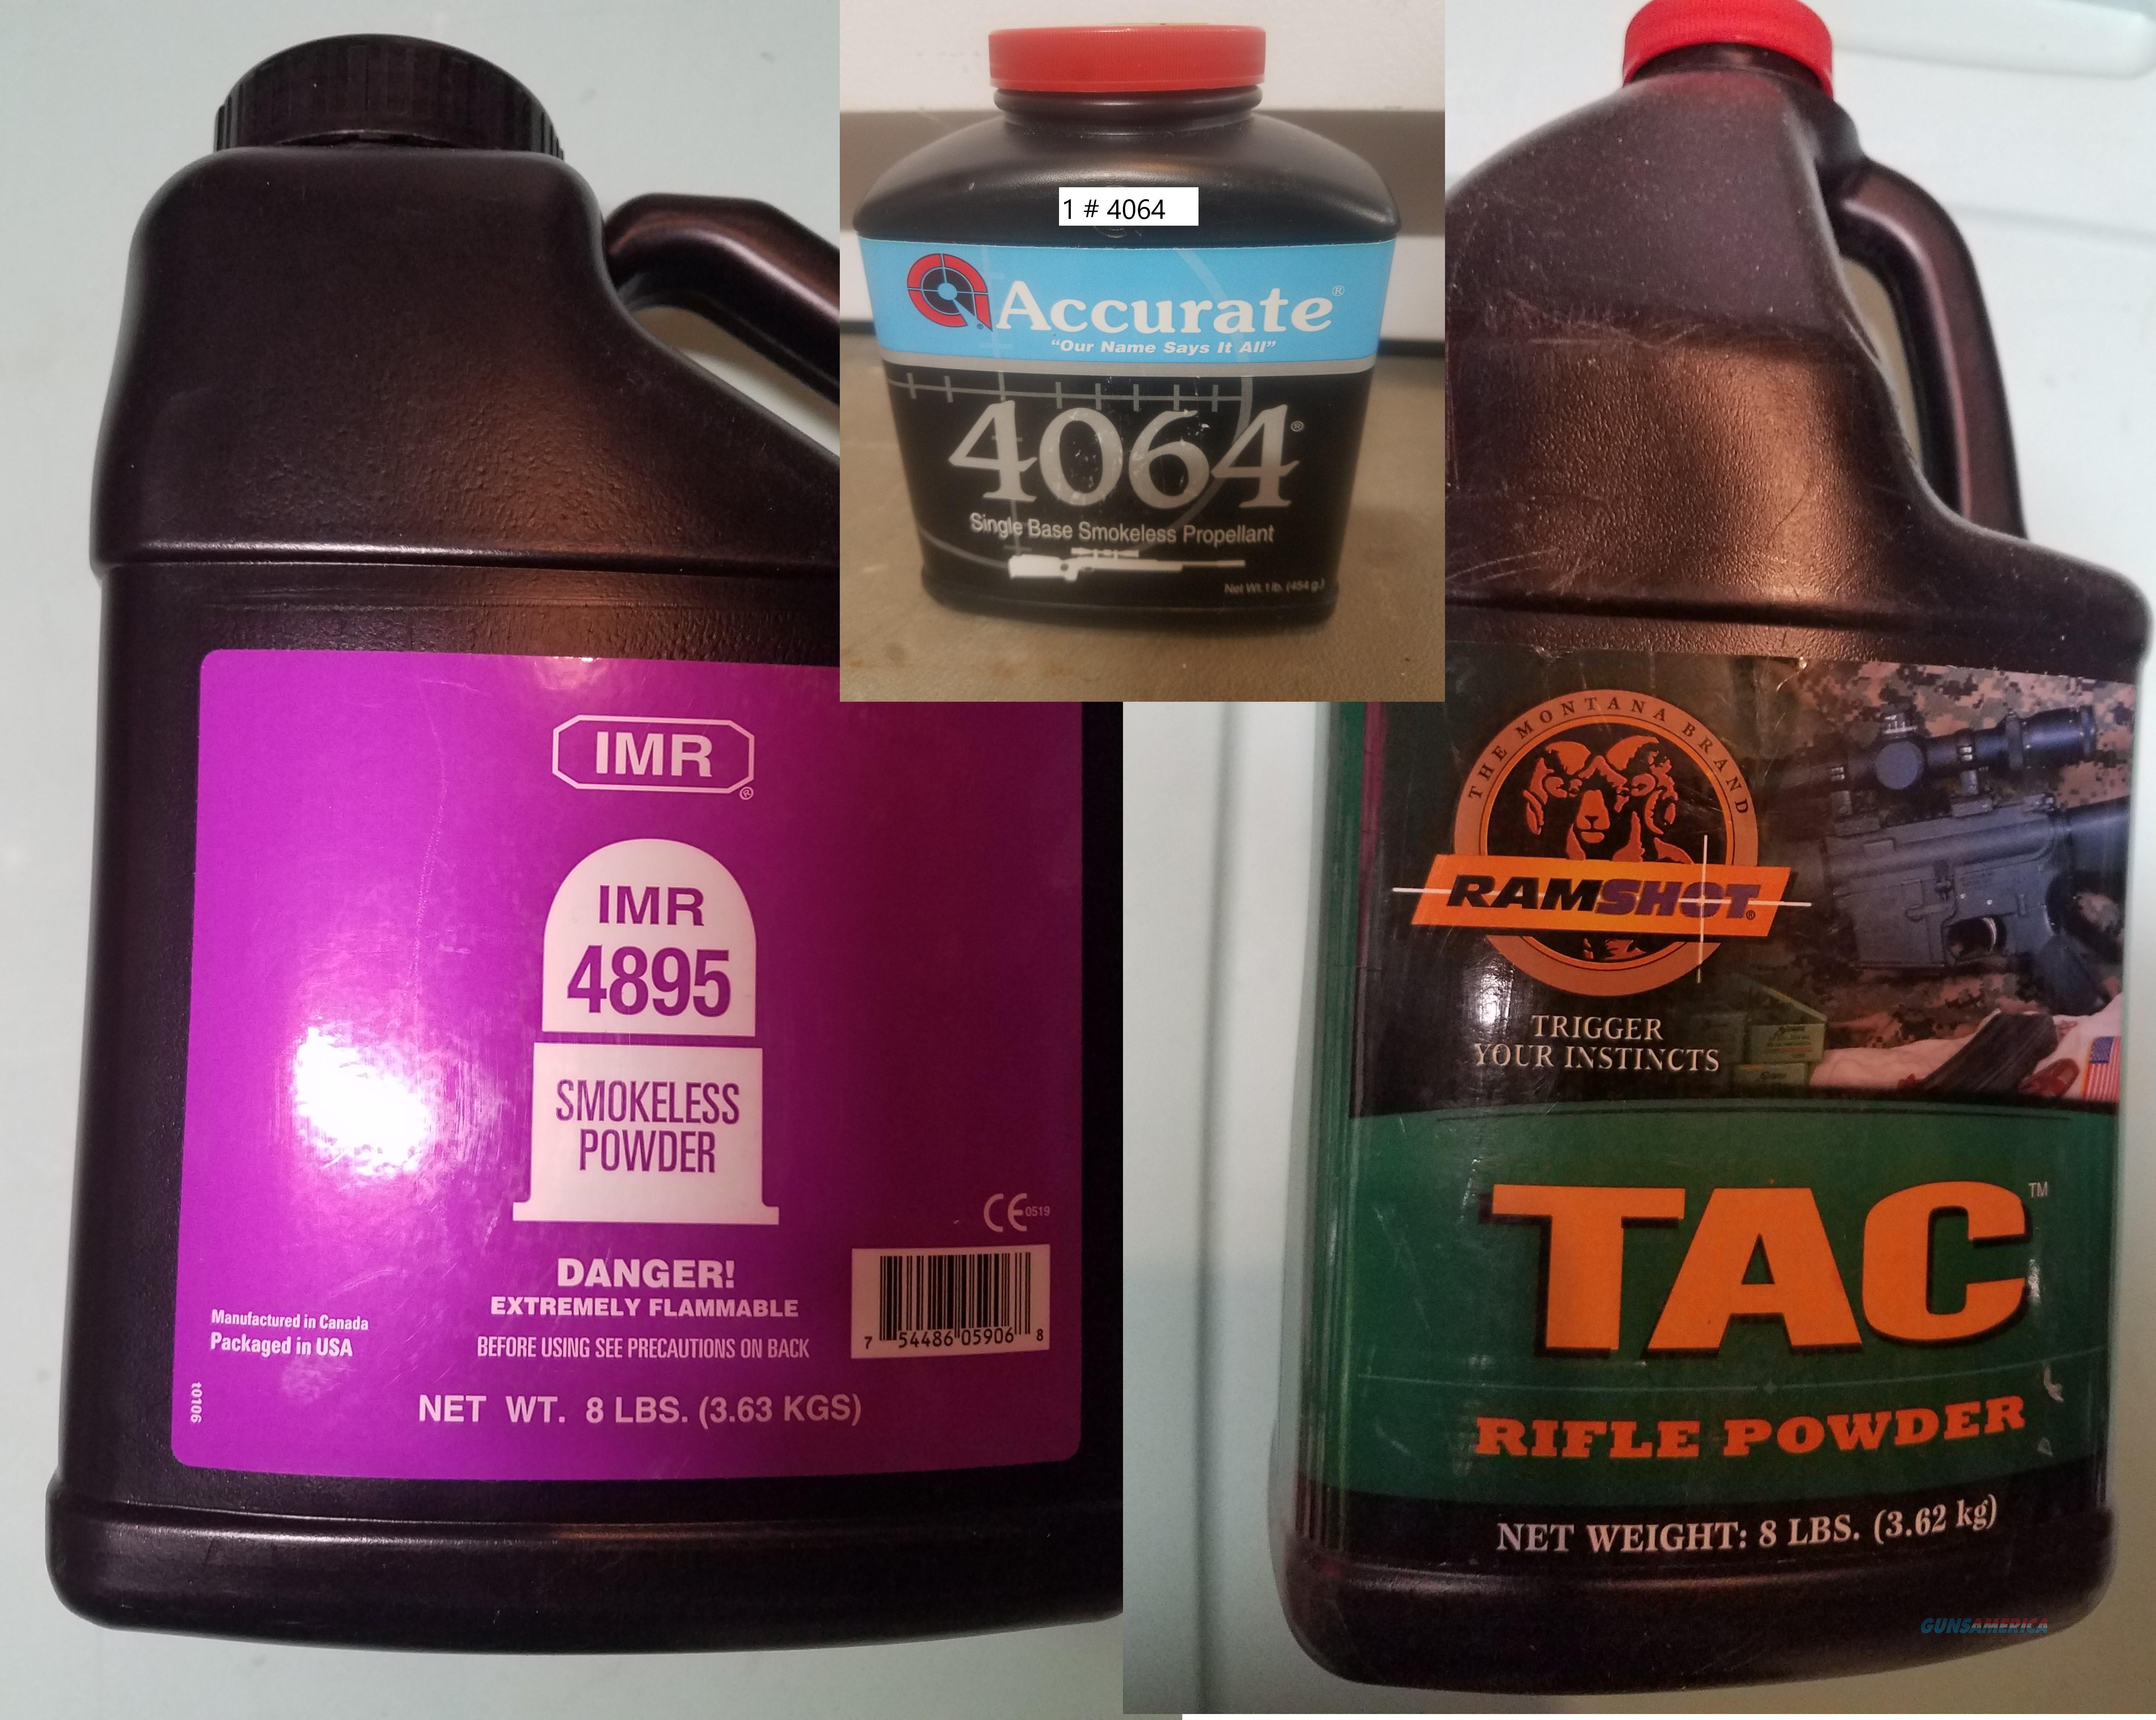 IMR®
IMR
4895
SMOKELESS
POWDER
CE 0519
DANGER!
EXTREMELY FLAMMABLE
BEFORE USING SEE PRECAUTIONS ON BACK
Manufactured in Canada
Packaged in USA
7 54486 05906 8
t0106
NET WT. 8 LBS. (3.63 KGS)
1 # 4064
Accurate®
“Our Name Says It All”
4064®
Single Base Smokeless Propellant
Net Wt. 1 lb. (454 g.)
THE MONTANA BRAND
RAMSHOT®
TRIGGER
YOUR INSTINCTS
TAC™
RIFLE POWDER
NET WEIGHT: 8 LBS. (3.62 kg)
GUNSAMERICA